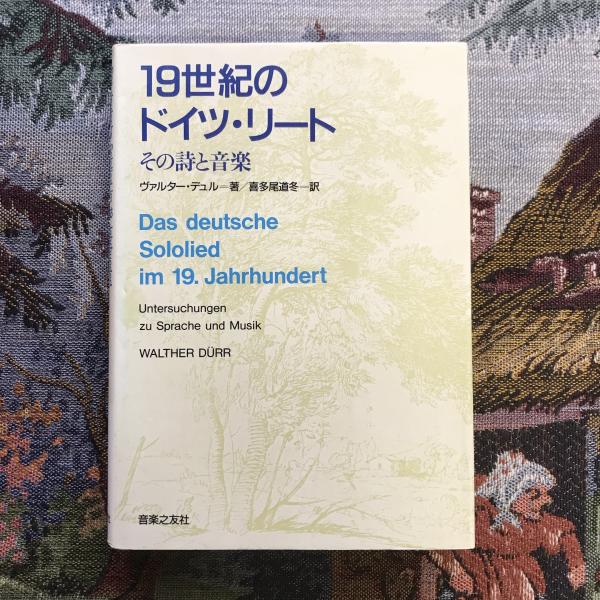 19世紀の
ドイツ・リート
その詩と音楽
ヴァルター・デュル＝著／喜多尾道冬＝訳
Das deutsche
Sololied
im 19. Jahrhundert
Untersuchungen
zu Sprache und Musik
WALTHER DÜRR
音楽之友社